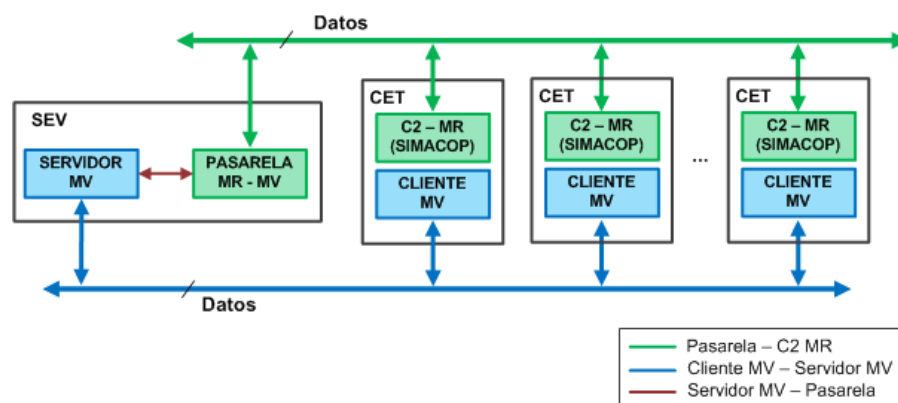 Datos
SEV
SERVIDOR
MV
PASARELA
MR - MV
CET
C2 – MR
(SIMACOP)
CLIENTE
MV
CET
C2 – MR
(SIMACOP)
CLIENTE
MV
...
CET
C2 – MR
(SIMACOP)
CLIENTE
MV
Datos
Pasarela – C2 MR
Cliente MV – Servidor MV
Servidor MV – Pasarela